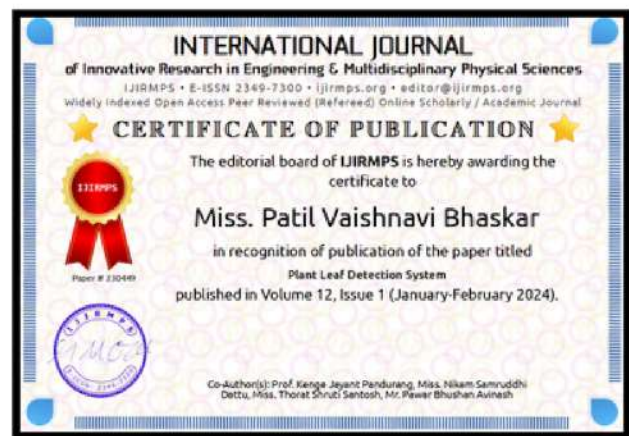 INTERNATIONAL JOURNAL
of Innovative Research in Engineering & Multidisciplinary Physical Sciences
IJIRMPS • E-ISSN 2349-7300 • ijirmps.org • editor@ijirmps.org
Widely Indexed Open Access Peer Reviewed (Refereed) Online Scholarly / Academic Journal
CERTIFICATE OF PUBLICATION
The editorial board of IJIRMPS is hereby awarding the
certificate to
IJIRMPS
Miss. Patil Vaishnavi Bhaskar
in recognition of publication of the paper titled
Paper # 230449
Plant Leaf Detection System
published in Volume 12, Issue 1 (January-February 2024).
IJIRMPS
Co-Author(s): Prof. Kenge Jayant Pandurang, Miss. Nikam Samruddhi
Dattu, Miss. Thorat Shruti Santosh, Mr. Pawar Bhushan Avinash